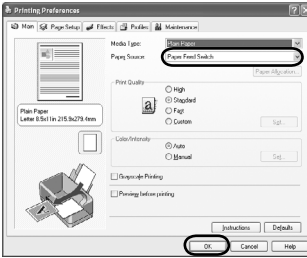 Printing Preferences
Main Page Setup Effects Profiles Maintenance
Media Type: Plain Paper
Paper Source: Paper Feed Switch
Paper Allocation...
Print Quality
High
Standard
Fast
Custom Set...
Plain Paper
Letter 8.5x11in 215.9x279.4mm
Color/Intensity
Auto
Manual Set...
Grayscale Printing
Preview before printing
Instructions Defaults
OK Cancel Help